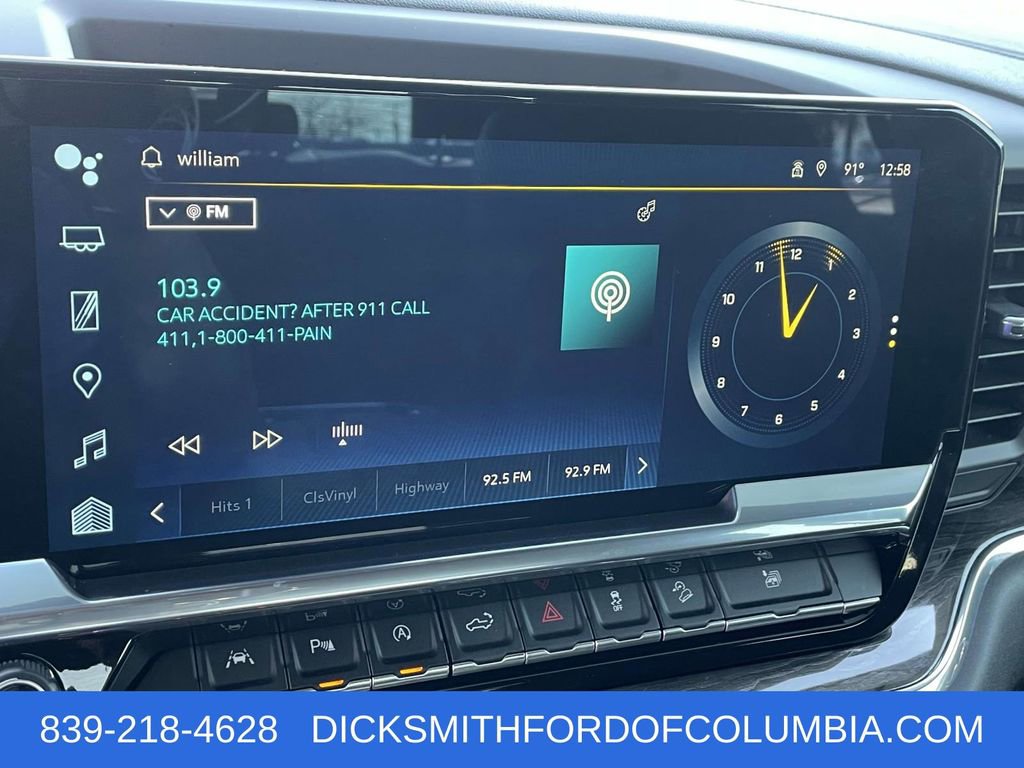 william
91° 12:58
FM
103.9
CAR ACCIDENT? AFTER 911 CALL
411,1-800-411-PAIN
12
1
2
3
4
5
6
7
8
9
10
11
Hits 1 ClsVinyl Highway 92.5 FM 92.9 FM
P
A
OFF
839-218-4628 DICKSMITHFORDOFCOLUMBIA.COM